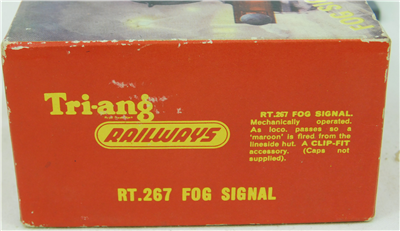 Tri-ang
RAILWAYS
RT.267 FOG SIGNAL.
Mechanically operated.
As loco. passes so a
'maroon' is fired from the
lineside hut. A CLIP-FIT
accessory. (Caps not
supplied).
RT.267 FOG SIGNAL